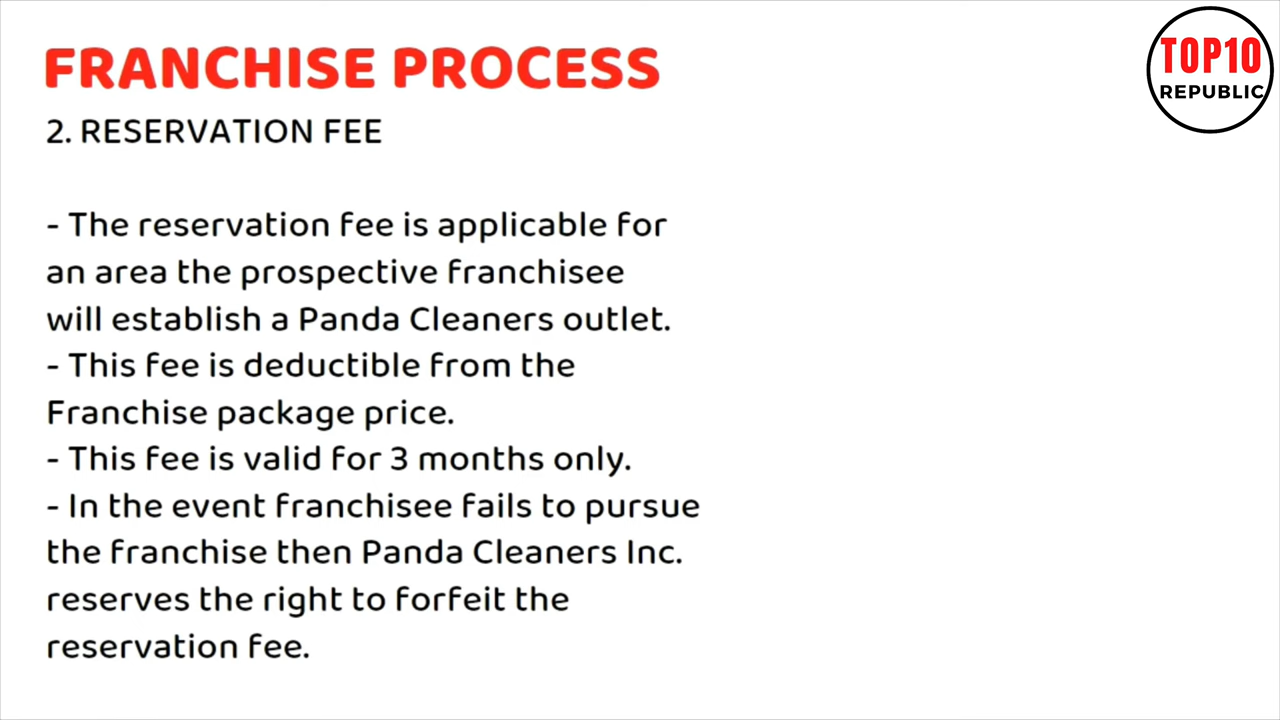 FRANCHISE PROCESS
TOP10
REPUBLIC
2. RESERVATION FEE
- The reservation fee is applicable for
an area the prospective franchisee
will establish a Panda Cleaners outlet.
- This fee is deductible from the
Franchise package price.
- This fee is valid for 3 months only.
- In the event franchisee fails to pursue
the franchise then Panda Cleaners Inc.
reserves the right to forfeit the
reservation fee.